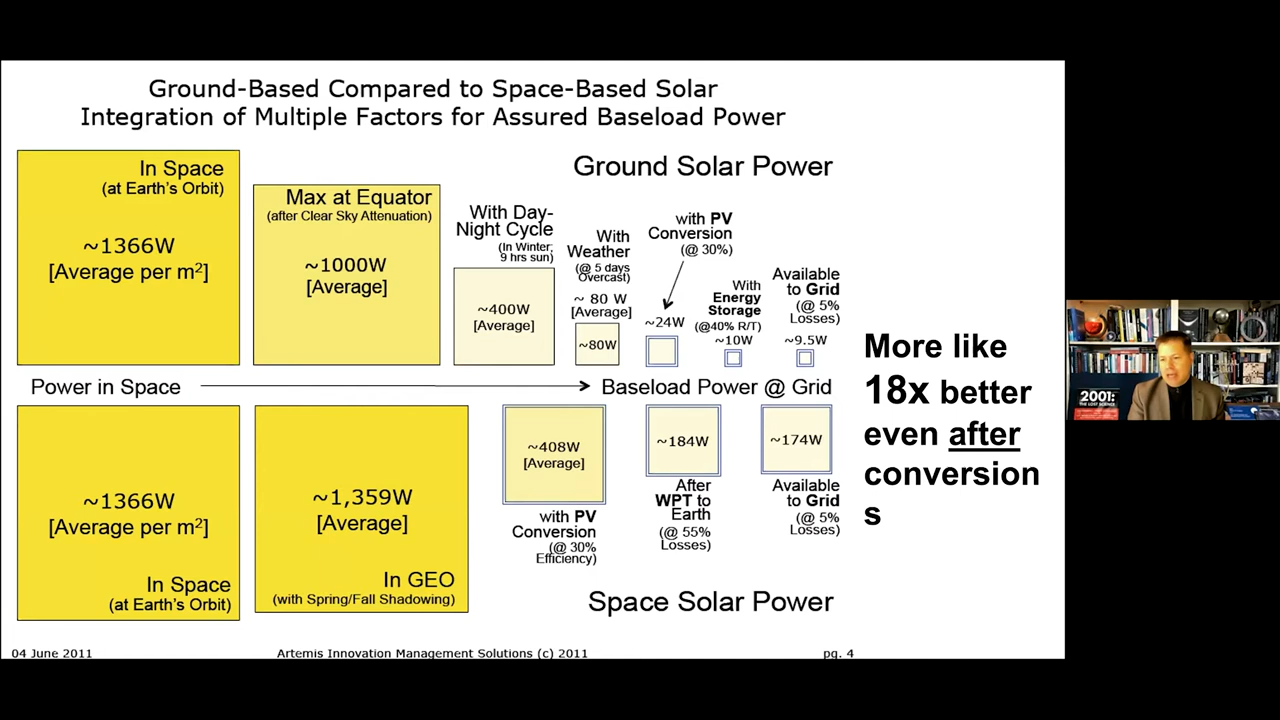 Ground-Based Compared to Space-Based Solar
Integration of Multiple Factors for Assured Baseload Power
Ground Solar Power
In Space
(at Earth's Orbit)
~1366W
[Average per m²]
Max at Equator
(after Clear Sky Attenuation)
~1000W
[Average]
With Day-
Night Cycle
(In Winter;
9 hrs sun)
~400W
[Average]
With
Weather
(@ 5 days
Overcast)
~ 80 W
[Average]
~80W
with PV
Conversion
(@ 30%)
~24W
With
Energy
Storage
(@40% R/T)
~10W
Available
to Grid
(@ 5%
Losses)
~9.5W
Power in Space
Baseload Power @ Grid
~1366W
[Average per m²]
In Space
(at Earth's Orbit)
~1,359W
[Average]
In GEO
(with Spring/Fall Shadowing)
~408W
[Average]
with PV
Conversion
(@ 30%
Efficiency)
~184W
After
WPT to
Earth
(@ 55%
Losses)
~174W
Available
to Grid
(@ 5%
Losses)
Space Solar Power
More like
18x better
even after
conversion
s
04 June 2011
Artemis Innovation Management Solutions (c) 2011
pg. 4
2001:
THE LOST SCIENCE